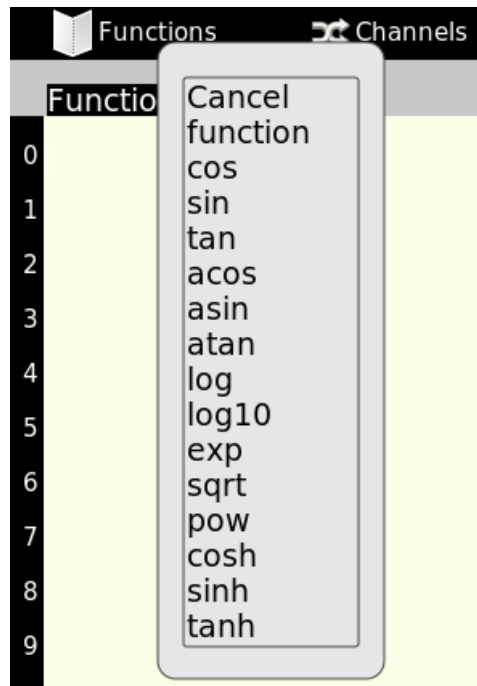 Functions Channels
Functio
Cancel
function
cos
sin
tan
acos
asin
atan
log
log10
exp
sqrt
pow
cosh
sinh
tanh
0
1
2
3
4
5
6
7
8
9